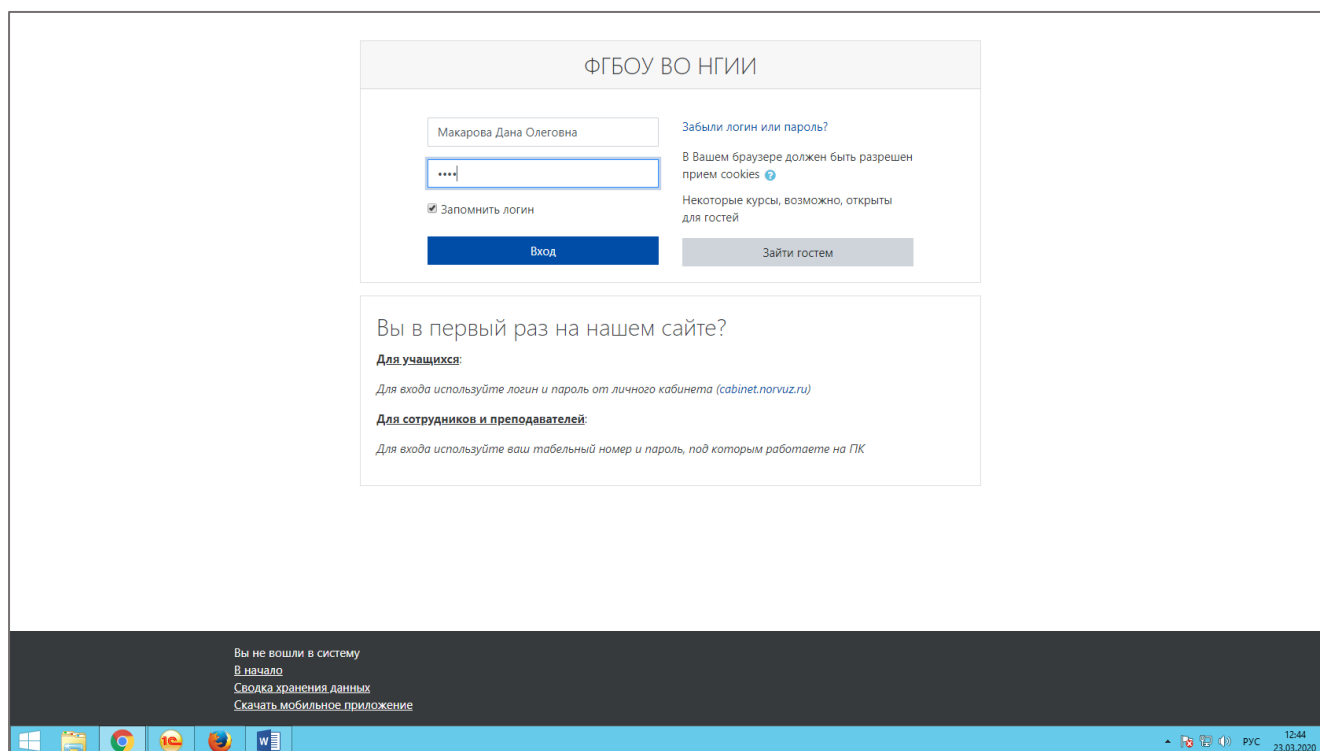 ФГБОУ ВО НГИИ
Макарова Дана Олеговна
••••
Запомнить логин
Вход
Забыли логин или пароль?
В Вашем браузере должен быть разрешен
прием cookies ?
Некоторые курсы, возможно, открыты
для гостей
Зайти гостем
Вы в первый раз на нашем сайте?
Для учащихся:
Для входа используйте логин и пароль от личного кабинета (cabinet.norvuz.ru)
Для сотрудников и преподавателей:
Для входа используйте ваш табельный номер и пароль, под которым работаете на ПК
Вы не вошли в систему
В начало
Сводка хранения данных
Скачать мобильное приложение
1С
W
РУС
12:44
23.03.2020